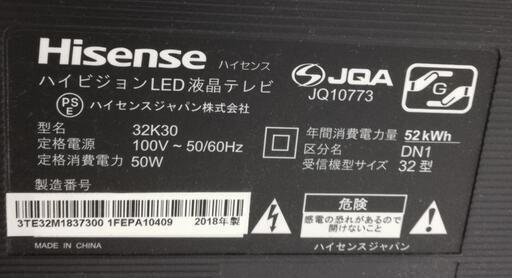 Hisense ハイセンス
ハイビジョンLED液晶テレビ
PS
E
ハイセンスジャパン株式会社
JQA
JQ10773
G
型名 32K30
定格電源 100V ~ 50/60Hz
定格消費電力 50W
製造番号
年間消費電力量 52kWh
区分名 DN1
受信機型サイズ 32型
3TE32M1837300 1FEPA10409 2018年製
MADE IN CHINA
危険
感電の恐れがあるので
開けないこと
ハイセンスジャパン